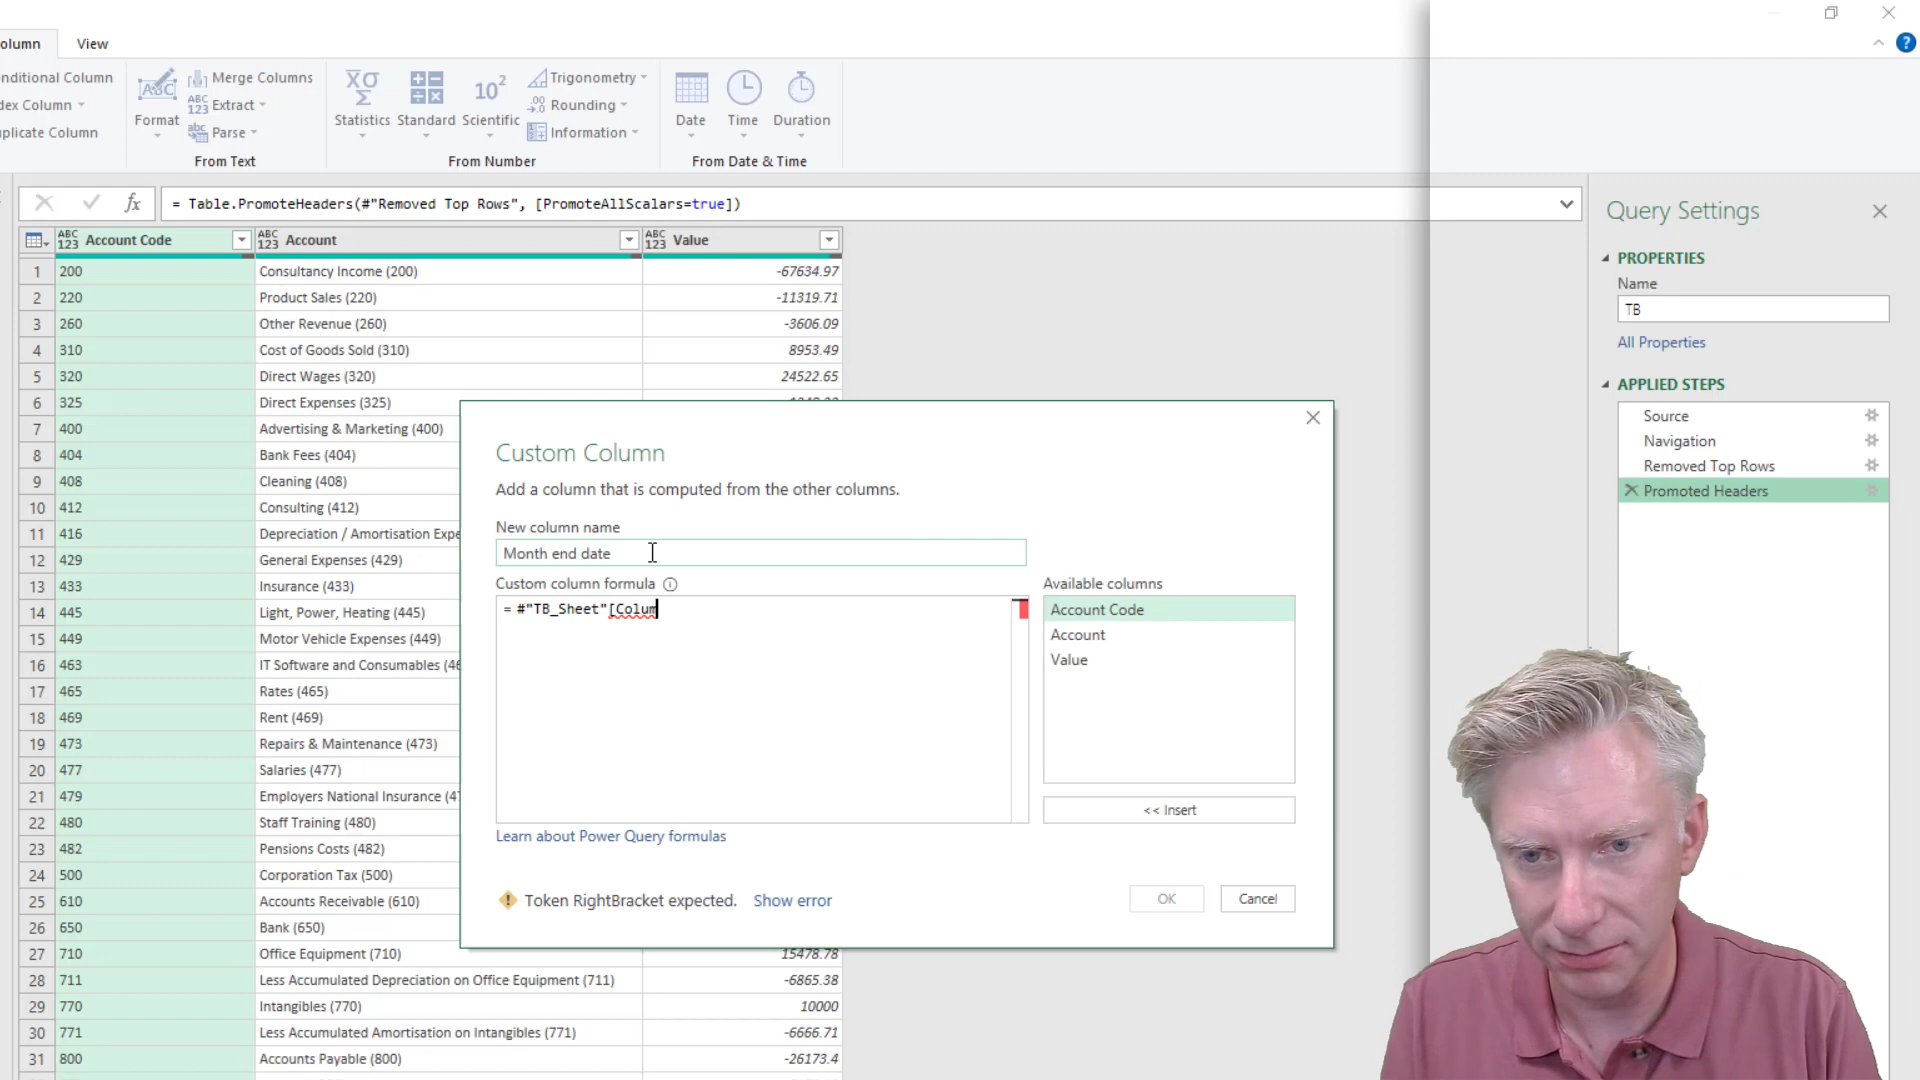 olumn
View
nditional Column
dex Column
plicate Column
Format
Merge Columns
Extract
Parse
From Text
Statistics
Standard
Scientific
Trigonometry
Rounding
Information
From Number
Date
Time
Duration
From Date & Time
= Table.PromoteHeaders(#"Removed Top Rows", [PromoteAllScalars=true])
Account Code
Account
Value
1 200 Consultancy Income (200) -67634.97
2 220 Product Sales (220) -11319.71
3 260 Other Revenue (260) -3606.09
4 310 Cost of Goods Sold (310) 8953.49
5 320 Direct Wages (320) 24522.65
6 325 Direct Expenses (325)
7 400 Advertising & Marketing (400)
8 404 Bank Fees (404)
9 408 Cleaning (408)
10 412 Consulting (412)
11 416 Depreciation / Amortisation Expe
12 429 General Expenses (429)
13 433 Insurance (433)
14 445 Light, Power, Heating (445)
15 449 Motor Vehicle Expenses (449)
16 463 IT Software and Consumables (46
17 465 Rates (465)
18 469 Rent (469)
19 473 Repairs & Maintenance (473)
20 477 Salaries (477)
21 479 Employers National Insurance (47
22 480 Staff Training (480)
23 482 Pensions Costs (482)
24 500 Corporation Tax (500)
25 610 Accounts Receivable (610)
26 650 Bank (650)
27 710 Office Equipment (710) 15478.78
28 711 Less Accumulated Depreciation on Office Equipment (711) -6865.38
29 770 Intangibles (770) 10000
30 771 Less Accumulated Amortisation on Intangibles (771) -6666.71
31 800 Accounts Payable (800) -26173.4
Custom Column
Add a column that is computed from the other columns.
New column name
Month end date
Custom column formula
= #"TB_Sheet"[Colum
Available columns
Account Code
Account
Value
<< Insert
Learn about Power Query formulas
Token RightBracket expected.
Show error
OK
Cancel
Query Settings
PROPERTIES
Name
TB
All Properties
APPLIED STEPS
Source
Navigation
Removed Top Rows
Promoted Headers